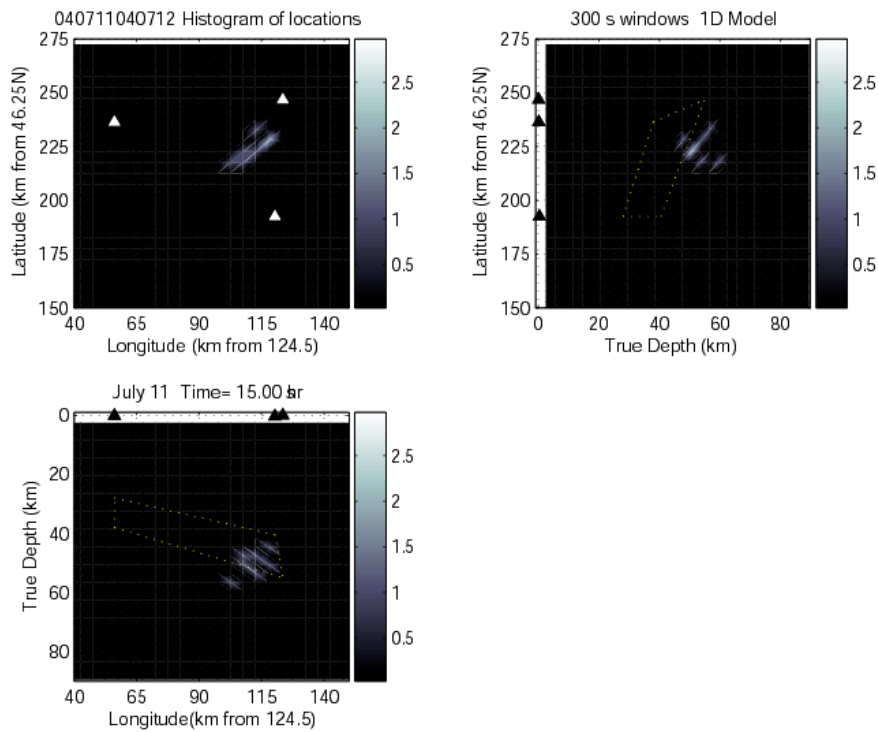 040711040712 Histogram of locations
275
250
225
200
175
150
Latitude (km from 46.25N)
40 65 90 115 140
Longitude (km from 124.5)
2.5
2
1.5
1
0.5
300 s windows 1D Model
275
250
225
200
175
150
Latitude (km from 46.25N)
0 20 40 60 80
True Depth (km)
2.5
2
1.5
1
0.5
July 11 Time= 15.00 hr
0
20
40
60
80
True Depth (km)
40 65 90 115 140
Longitude(km from 124.5)
2.5
2
1.5
1
0.5